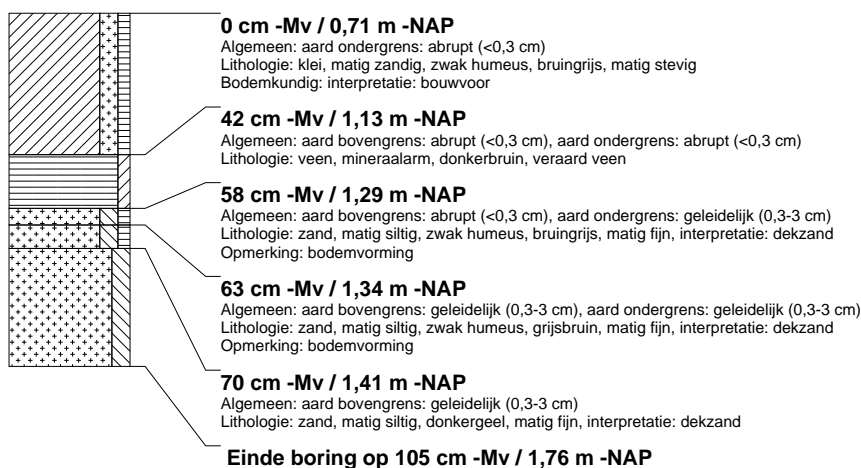 0 cm -Mv / 0,71 m -NAP
Algemeen: aard ondergrens: abrupt (<0,3 cm)
Lithologie: klei, matig zandig, zwak humeus, bruingrijs, matig stevig
Bodemkundig: interpretatie: bouwvoor
42 cm -Mv / 1,13 m -NAP
Algemeen: aard bovengrens: abrupt (<0,3 cm), aard ondergrens: abrupt (<0,3 cm)
Lithologie: veen, mineraalarm, donkerbruin, veraard veen
58 cm -Mv / 1,29 m -NAP
Algemeen: aard bovengrens: abrupt (<0,3 cm), aard ondergrens: geleidelijk (0,3-3 cm)
Lithologie: zand, matig siltig, zwak humeus, bruingrijs, matig fijn, interpretatie: dekzand
Opmerking: bodemvorming
63 cm -Mv / 1,34 m -NAP
Algemeen: aard bovengrens: geleidelijk (0,3-3 cm), aard ondergrens: geleidelijk (0,3-3 cm)
Lithologie: zand, matig siltig, zwak humeus, grijsbruin, matig fijn, interpretatie: dekzand
Opmerking: bodemvorming
70 cm -Mv / 1,41 m -NAP
Algemeen: aard bovengrens: geleidelijk (0,3-3 cm)
Lithologie: zand, matig siltig, donkergeel, matig fijn, interpretatie: dekzand
Einde boring op 105 cm -Mv / 1,76 m -NAP